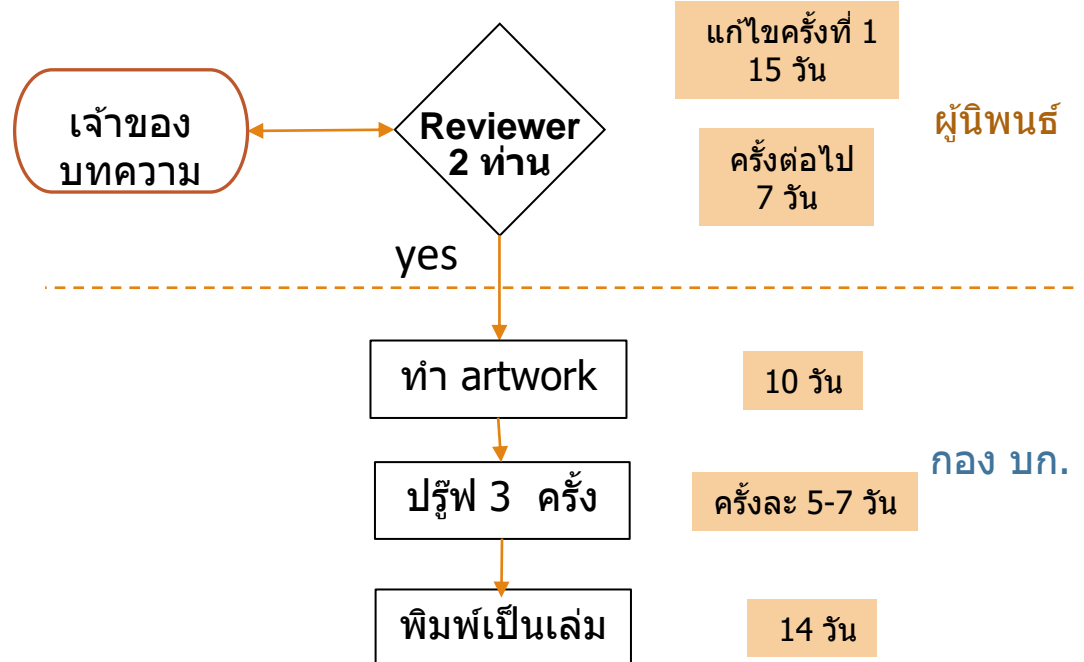 แก้ไขครั้งที่ 1
15 วัน
เจ้าของ
บทความ
Reviewer
2 ท่าน
ผู้นิพนธ์
ครั้งต่อไป
7 วัน
yes
ทำ artwork
10 วัน
กอง บก.
ปรู๊ฟ 3 ครั้ง
ครั้งละ 5-7 วัน
พิมพ์เป็นเล่ม
14 วัน